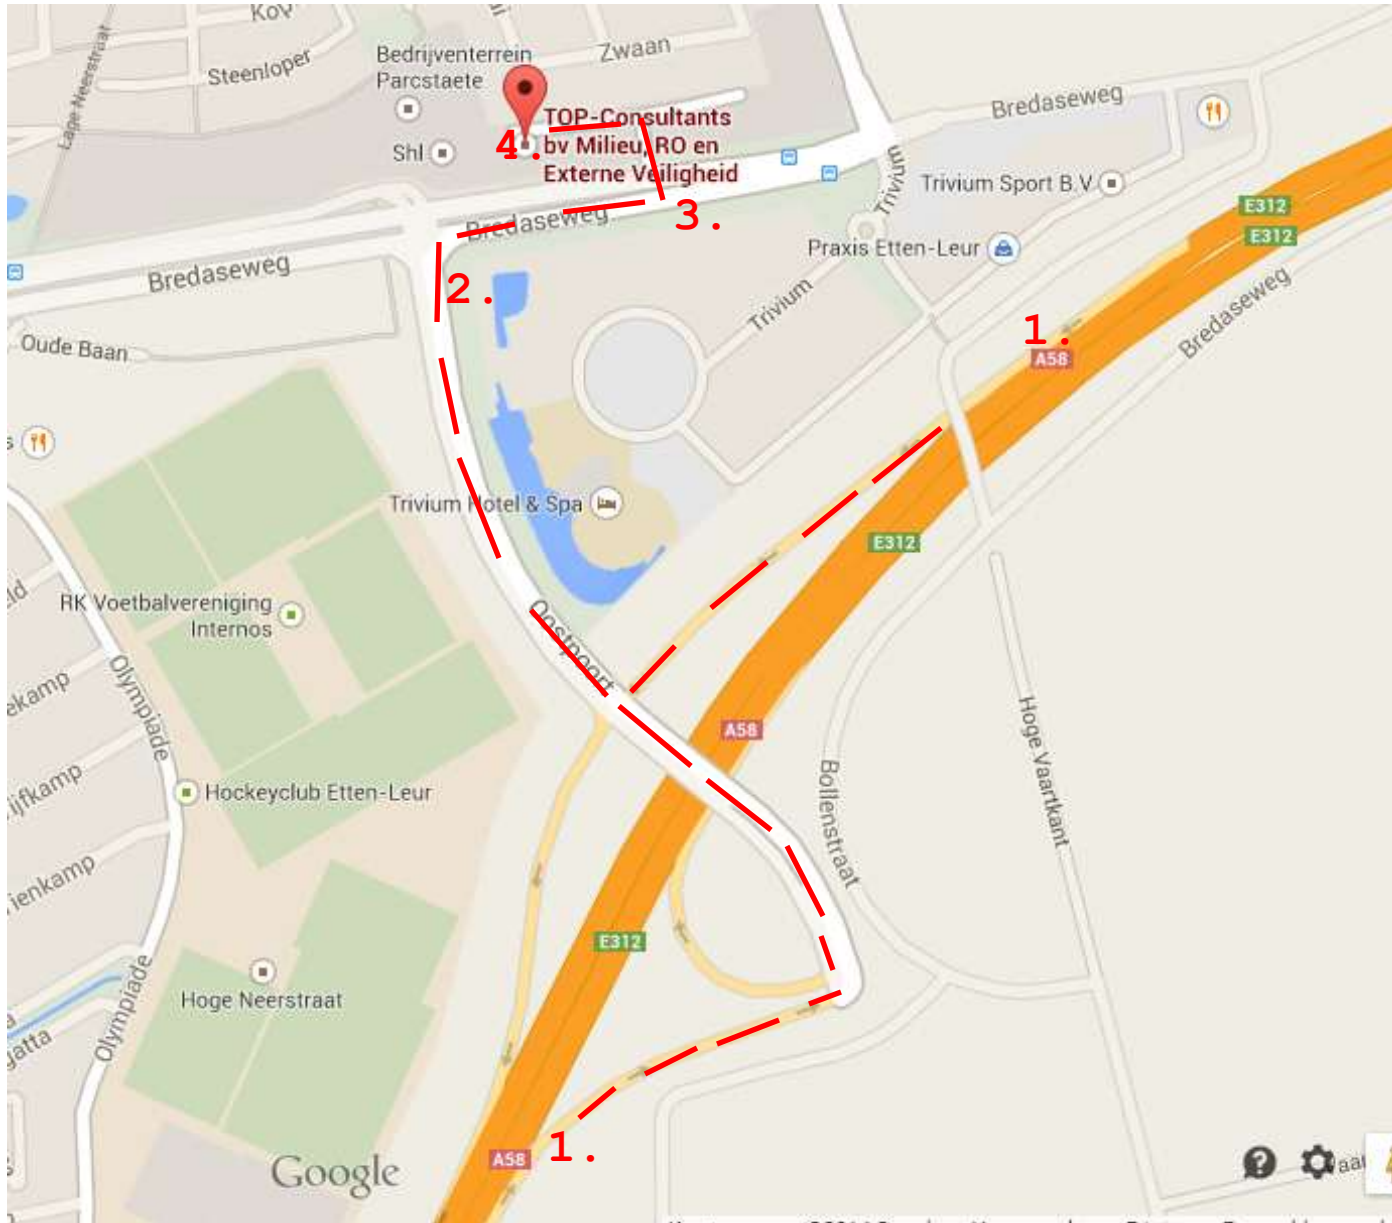 Kov
Zwaan
Steenloper
Lage Neerstraat
Bedrijventerrein
Parcstaete
TOP-Consultants
bv Milieu, RO en
Externe Veiligheid
4.
Shl
Bredaseweg
Trivium Sport B.V
Trivium
3.
E312
E312
Bredaseweg
Praxis Etten-Leur
Bredaseweg
2.
Trivium
1.
A58
Bredaseweg
Oude Baan
Trivium Hotel & Spa
E312
RK Voetbalvereniging
Internos
Oostpoort
Olympiade
A58
Hoge Vaartkant
Bollenstraat
Hockeyclub Etten-Leur
E312
Hoge Neerstraat
Olympiade
1.
A58
Google